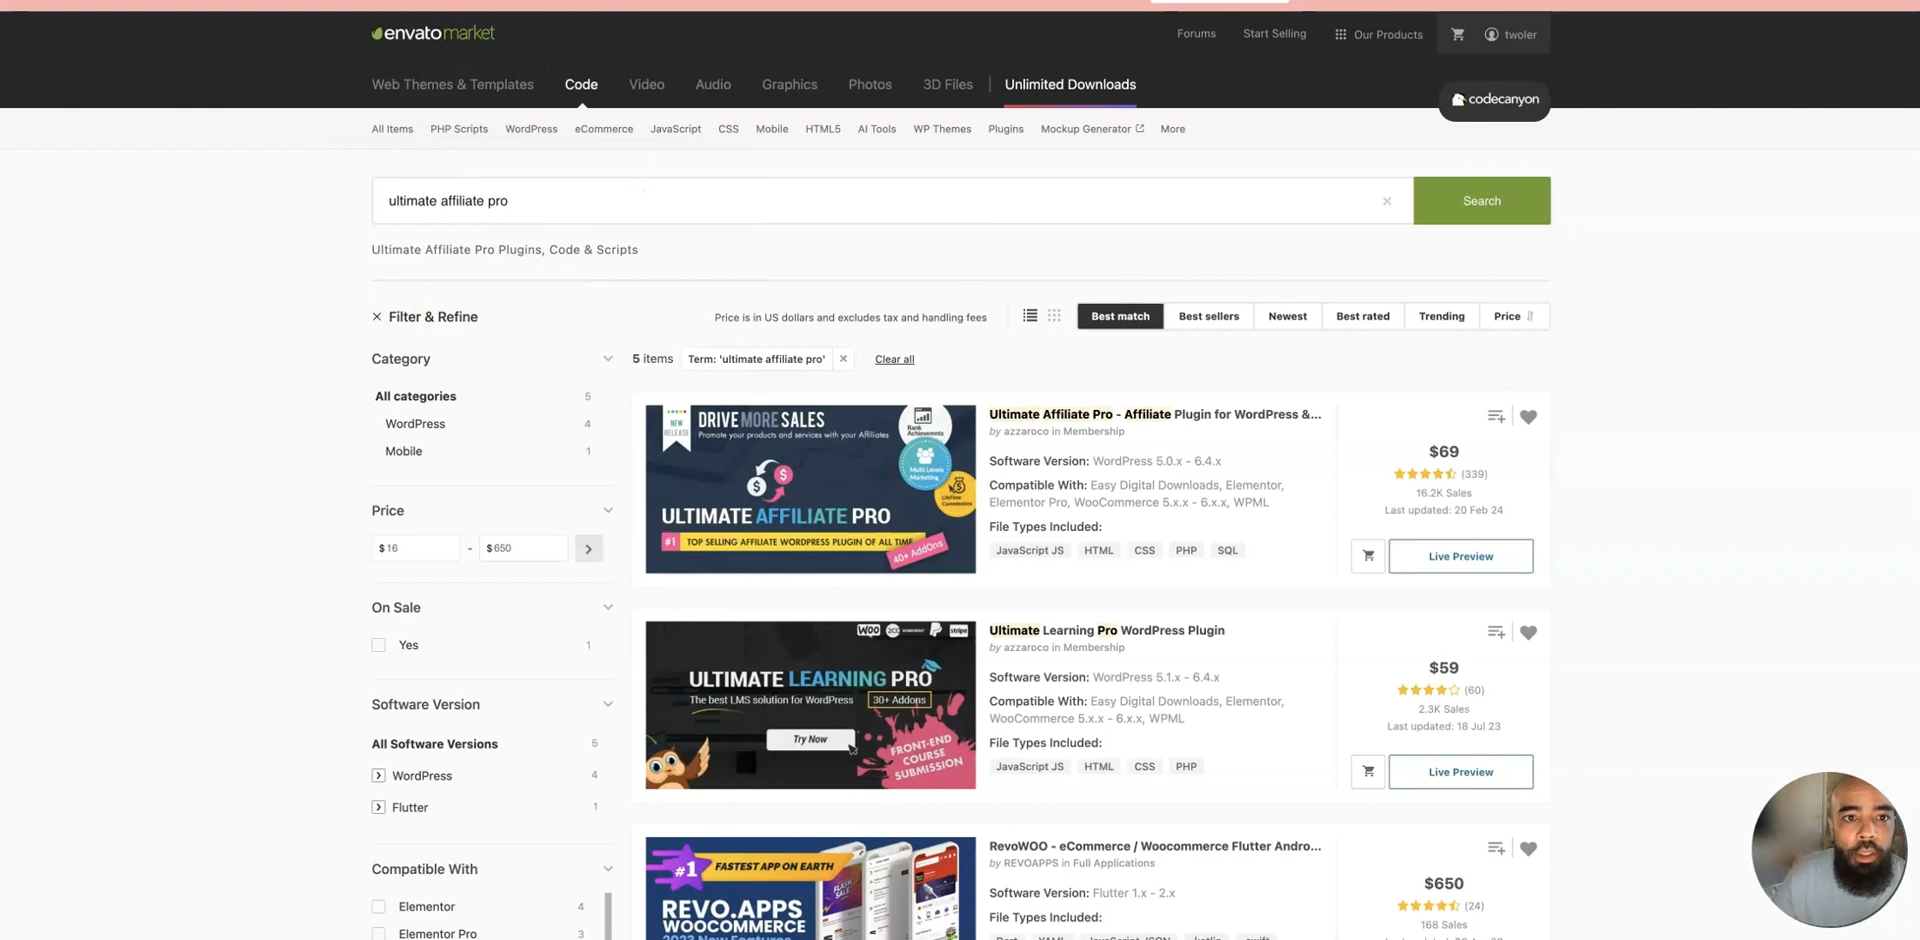 envatomarket
Forums
Start Selling
Our Products
twoler
Web Themes & Templates
Code
Video
Audio
Graphics
Photos
3D Files
Unlimited Downloads
codecanyon
All Items
PHP Scripts
WordPress
eCommerce
JavaScript
CSS
Mobile
HTML5
AI Tools
WP Themes
Plugins
Mockup Generator
More
ultimate affiliate pro
Search
Ultimate Affiliate Pro Plugins, Code & Scripts
Filter & Refine
Price is in US dollars and excludes tax and handling fees
Best match
Best sellers
Newest
Best rated
Trending
Price
Category
All categories 5
WordPress 4
Mobile 1
Price
$16 - $650
On Sale
Yes 1
Software Version
All Software Versions 5
WordPress 4
Flutter 1
Compatible With
Elementor 4
Elementor Pro 3
5 items
Term: 'ultimate affiliate pro'
Clear all
NEW
RELEASE
DRIVE MORE SALES
Promote your products and services with your Affiliates
Rank
Achievemnts
Multi Levels
Marketing
LifeTime
Commissions
ULTIMATE AFFILIATE PRO
#1 TOP SELLING AFFILIATE WORDPRESS PLUGIN OF ALL TIME
40+ AddOns
Ultimate Affiliate Pro - Affiliate Plugin for WordPress &...
by azzaroco in Membership
Software Version: WordPress 5.0.x - 6.4.x
Compatible With: Easy Digital Downloads, Elementor,
Elementor Pro, WooCommerce 5.x.x - 6.x.x, WPML
File Types Included:
JavaScript JS
HTML
CSS
PHP
SQL
$69
(339)
16.2K Sales
Last updated: 20 Feb 24
Live Preview
WOO
stripe
ULTIMATE LEARNING PRO
The best LMS solution for WordPress
30+ Addons
Try Now
FRONT-END
COURSE
SUBMISSION
Ultimate Learning Pro WordPress Plugin
by azzaroco in Membership
Software Version: WordPress 5.1.x - 6.4.x
Compatible With: Easy Digital Downloads, Elementor,
WooCommerce 5.x.x - 6.x.x, WPML
File Types Included:
JavaScript JS
HTML
CSS
PHP
$59
(60)
2.3K Sales
Last updated: 18 Jul 23
Live Preview
#1
FASTEST APP ON EARTH
FLASH
SALE
REVO.APPS
WOOCOMMERCE
RevoWOO - eCommerce / Woocommerce Flutter Andro...
by REVOAPPS in Full Applications
Software Version: Flutter 1.x - 2.x
File Types Included:
$650
(24)
168 Sales